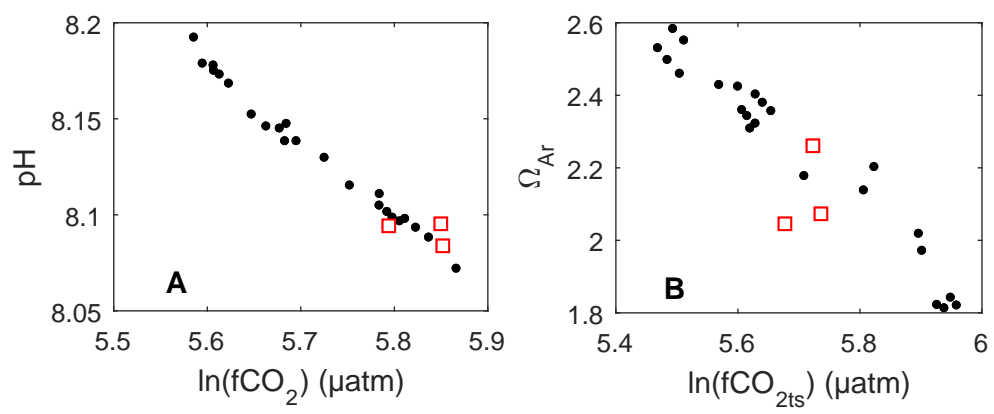 8.2
8.15
8.1
8.05
pH
A
5.5 5.6 5.7 5.8 5.9
ln(fCO₂) (µatm)
2.6
2.4
2.2
2
1.8
Ω_Ar
B
5.4 5.6 5.8 6
ln(fCO₂ₜₛ) (µatm)